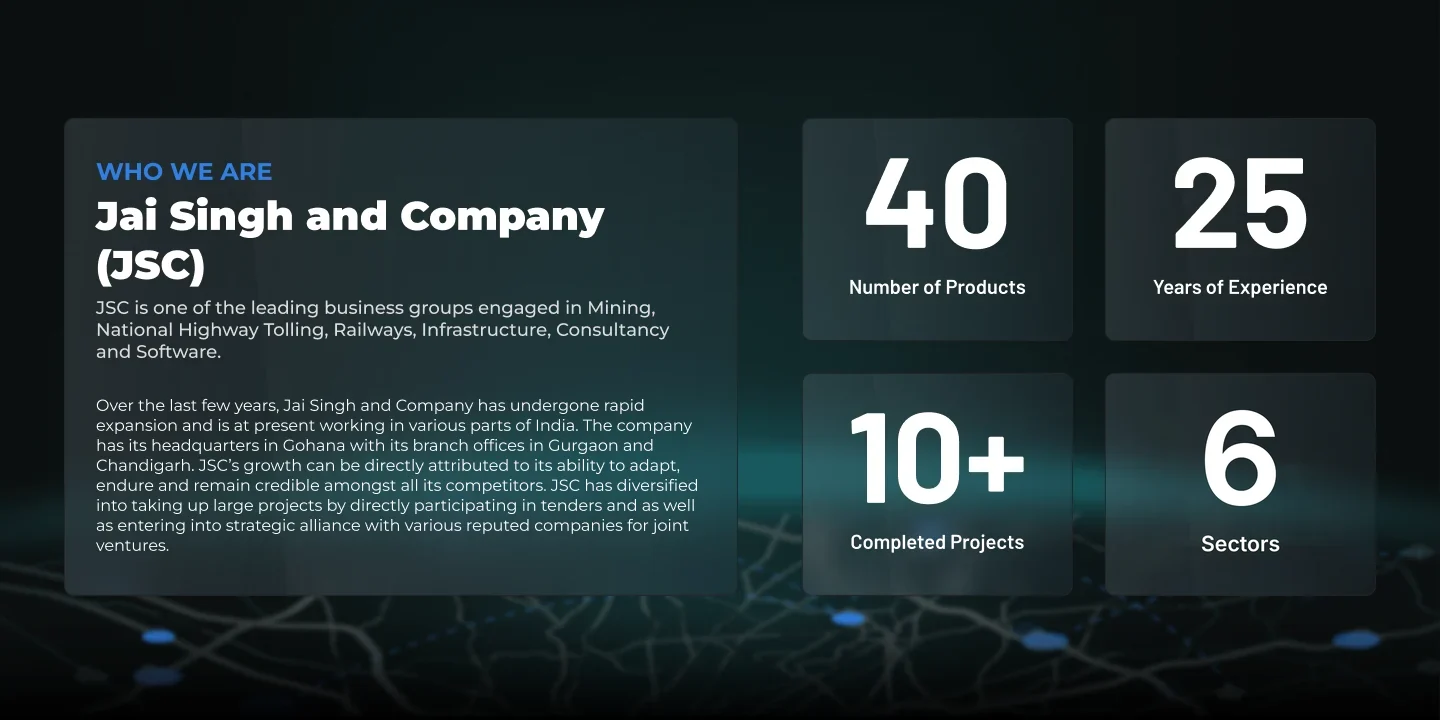 WHO WE ARE
Jai Singh and Company
(JSC)
JSC is one of the leading business groups engaged in Mining,
National Highway Tolling, Railways, Infrastructure, Consultancy
and Software.
Over the last few years, Jai Singh and Company has undergone rapid
expansion and is at present working in various parts of India. The company
has its headquarters in Gohana with its branch offices in Gurgaon and
Chandigarh. JSC’s growth can be directly attributed to its ability to adapt,
endure and remain credible amongst all its competitors. JSC has diversified
into taking up large projects by directly participating in tenders and as well
as entering into strategic alliance with various reputed companies for joint
ventures.
40
Number of Products
25
Years of Experience
10+
Completed Projects
6
Sectors